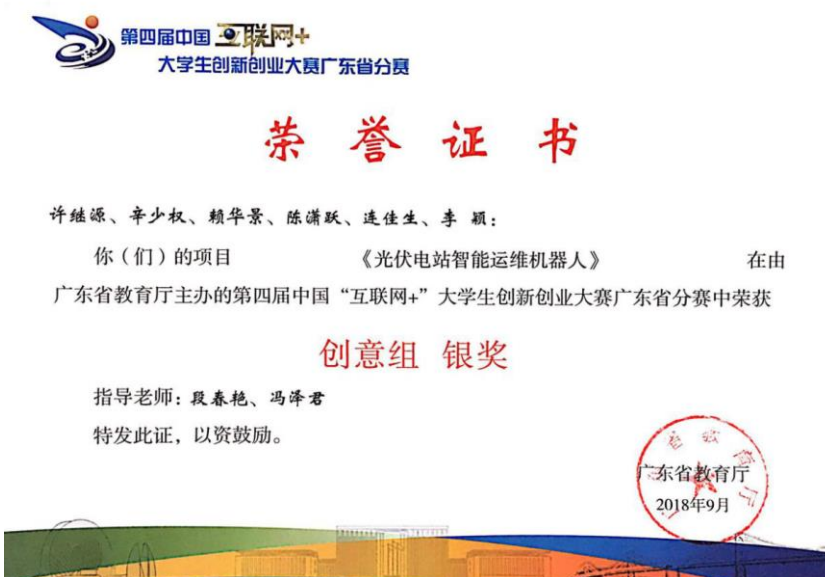 第四届中国互联网+
大学生创新创业大赛广东省分赛
荣誉证书
许继源、辛少权、赖华景、陈潇跃、连佳生、李 颖：
你（们）的项目 《光伏电站智能运维机器人》 在由
广东省教育厅主办的第四届中国“互联网+”大学生创新创业大赛广东省分赛中荣获
创意组 银奖
指导老师：段春艳、冯泽君
特发此证，以资鼓励。
广东省教育厅
广东省教育厅
2018年9月